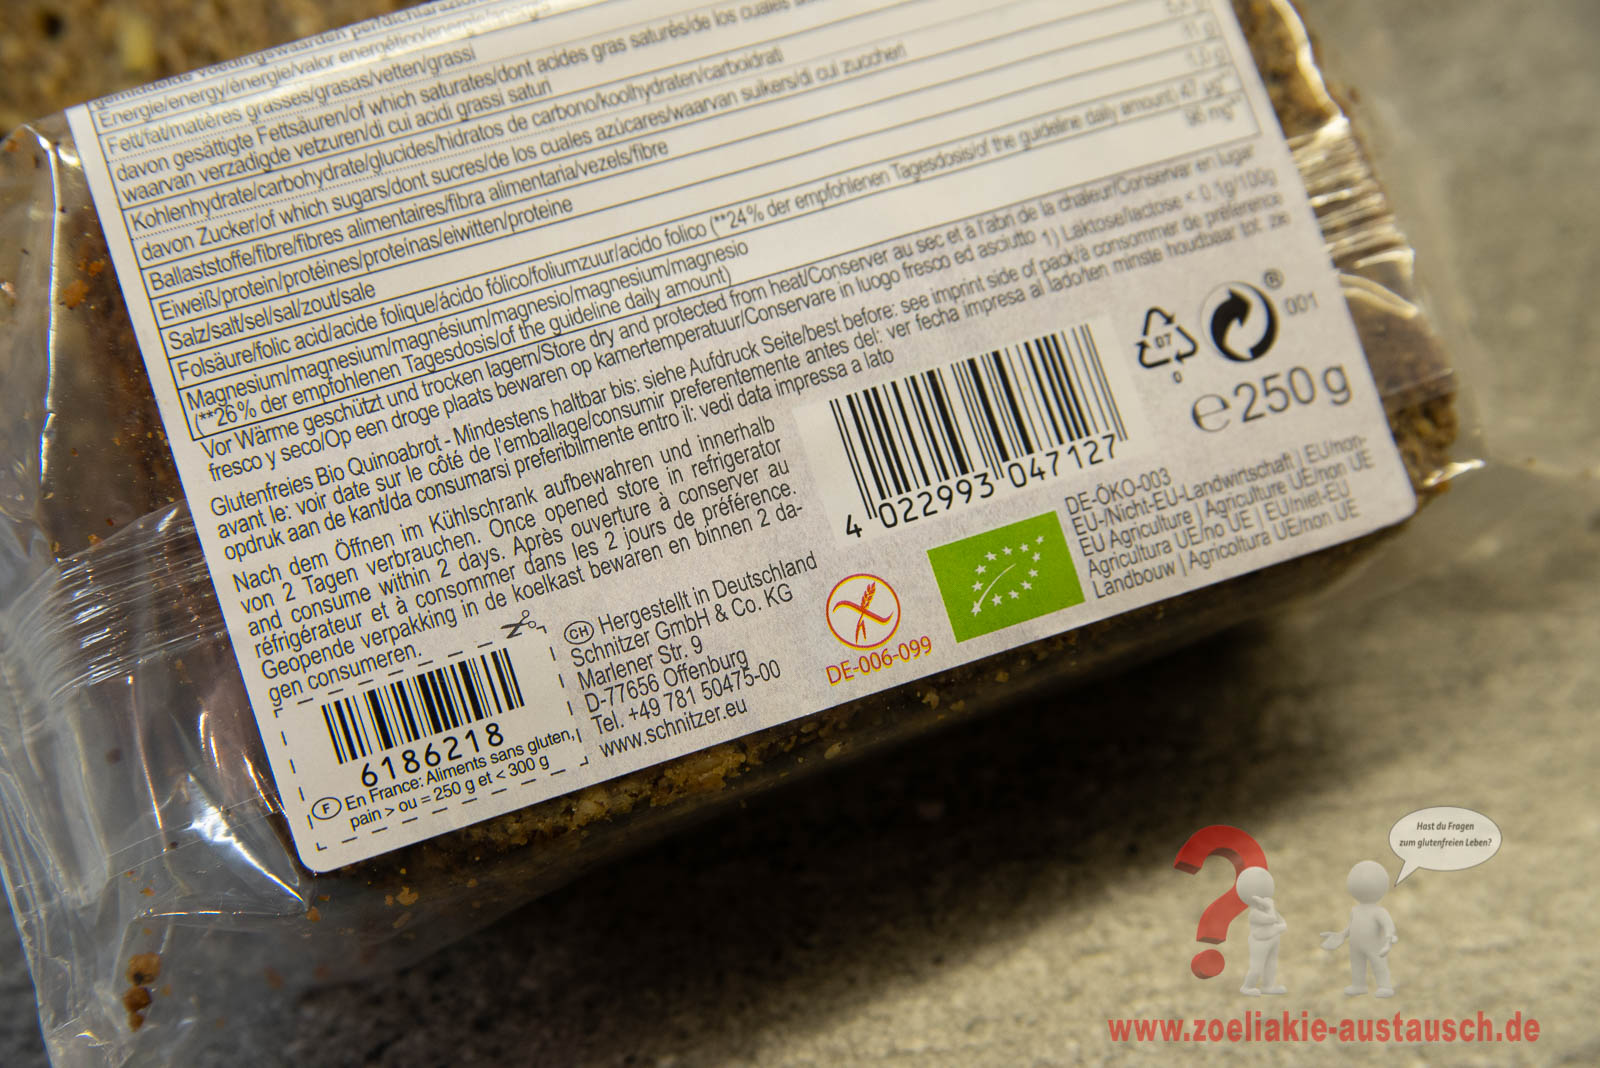 gemiddelde voedingswaarden per/dichiarazion
Energie/energy/énergie/valor energético/energie/energia
Fett/fat/matières grasses/grasas/vetten/grassi
davon gesättigte Fettsäuren/of which saturates/dont acides gras saturés/de los cuales
waarvan verzadigde vetzuren/di cui acidi grassi saturi
Kohlenhydrate/carbohydrate/glucides/hidratos de carbono/koolhydraten/carboidrati
11 g
davon Zucker/of which sugars/dont sucres/de los cuales azúcares/waarvan suikers/di cui zuccheri
Ballaststoffe/fibre/fibres alimentaires/fibra alimentaria/vezels/fibre
Eiweiß/protein/protéines/proteínas/eiwitten/proteine
Salz/salt/sel/sal/zout/sale
Folsäure/folic acid/acide folique/ácido fólico/foliumzuur/acido folico (**24% der empfohlenen Tagesdosis/of the guideline daily amount) 47 µg**
Magnesium/magnesium/magnésium/magnesio/magnesium/magnesio
96 mg**
(**26% der empfohlenen Tagesdosis/of the guideline daily amount)
Vor Wärme geschützt und trocken lagern/Store dry and protected from heat/Conserver au sec et à l'abri de la chaleur/Conservar en lugar
fresco y seco/Op een droge plaats bewaren op kamertemperatuur/Conservare in luogo fresco ed asciutto 1) Laktose/lactose < 0,1g/100g
Glutenfreies Bio Quinoabrot - Mindestens haltbar bis: siehe Aufdruck Seite/best before: see imprint side of pack/à consommer de préférence
avant le: voir date sur le côté de l'emballage/consumir preferentemente antes del: ver fecha impresa al lado/ten minste houdbaar tot: zie
opdruk aan de kant/da consumarsi preferibilmente entro il: vedi data impressa a lato
Nach dem Öffnen im Kühlschrank aufbewahren und innerhalb
von 2 Tagen verbrauchen. Once opened store in refrigerator
and consume within 2 days. Après ouverture à conserver au
réfrigérateur et à consommer dans les 2 jours de préférence.
Geopende verpakking in de koelkast bewaren en binnen 2 da-
gen consumeren.
4 022993 047127
07
0
®
001
e 250 g
DE-ÖKO-003
EU-/Nicht-EU-Landwirtschaft | EU/non-
EU Agriculture | Agriculture UE/non UE
Agricultura UE/no UE | EU/niet-EU
Landbouw | Agricoltura UE/non UE
DE-006-099
CH Hergestellt in Deutschland
Schnitzer GmbH & Co. KG
Marlener Str. 9
D-77656 Offenburg
Tel. +49 781 50475-00
www.schnitzer.eu
6186218
F En France: Aliments sans gluten,
pain > ou = 250 g et < 300 g
Hast du Fragen
zum glutenfreien Leben?
?
www.zoeliakie-austausch.de